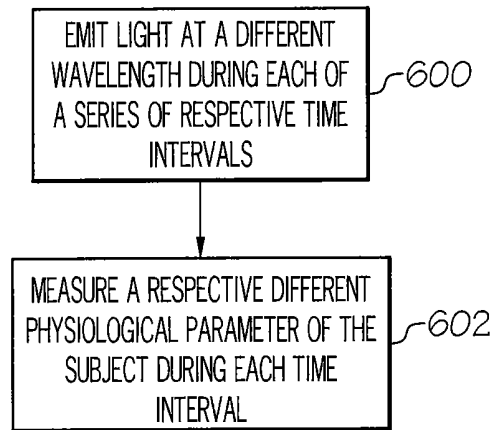 EMIT LIGHT AT A DIFFERENT
WAVELENGTH DURING EACH OF
A SERIES OF RESPECTIVE TIME
INTERVALS
600
MEASURE A RESPECTIVE DIFFERENT
PHYSIOLOGICAL PARAMETER OF THE
SUBJECT DURING EACH TIME
INTERVAL
602